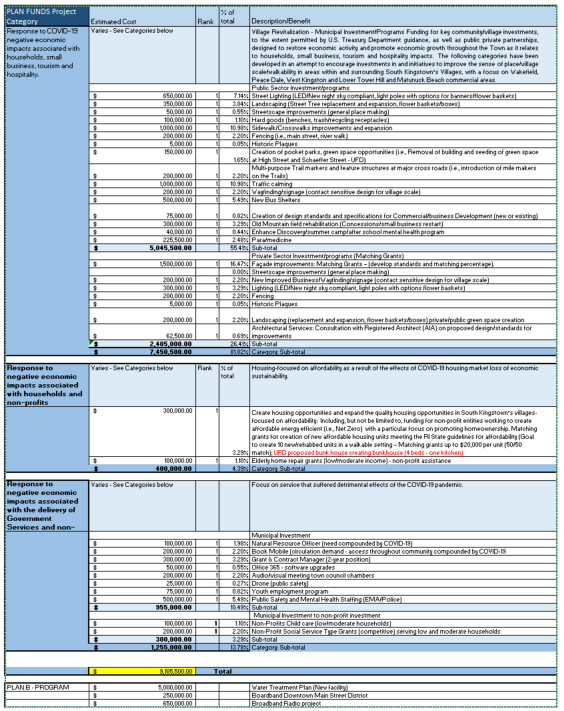 PLAN FUNDS Project Category Estimated Cost Rank % of total Description/Benefit
Response to COVID-19 negative economic impacts associated with households, small business, tourism and hospitality. Varies - See Categories below Village Revitalization - Municipal Investment/Programs Funding for key community/village investments,
to the extent permitted by U.S. Treasury Department guidance, as well as public private partnerships,
designed to restore economic activity and promote economic growth throughout the Town as it relates
to households, small business, tourism and hospitality impacts. The following categories have been
developed in an attempt to encourage investments in and initiatives to improve the sense of place/village
scale/walkability in areas within and surrounding South Kingstown's Villages, with a focus on Wakefield,
Peace Dale, West Kingston and Lower Tower Hill and Matunuck Beach commercial areas.
Public Sector Investment/programs
$ 650,000.00 1 7.14% Street Lighting (LED/New night sky compliant, light poles with options for banners/flower baskets)
$ 350,000.00 1 3.84% Landscaping (Street Tree replacement and expansion, flower baskets/boxes)
$ 50,000.00 1 0.55% Streetscape improvements (general place making)
$ 100,000.00 1 1.10% Hard goods (benches, trash/recycling receptacles)
$ 1,000,000.00 1 10.98% Sidewalk/Crosswalks improvements and expansion
$ 200,000.00 1 2.20% Fencing (i.e., main street, river walk)
$ 5,000.00 1 0.05% Historic Plaques
$ 150,000.00 1 1.65% Creation of pocket parks, green space opportunities (i.e., Removal of building and seeding of green space
at High Street and Schaeffer Street - UFD)
$ 200,000.00 1 2.20% Multi-purpose Trail markers and feature structures at major cross roads (i.e., introduction of mile makers
on the Trails)
$ 1,000,000.00 1 10.98% Traffic calming
$ 200,000.00 1 2.20% Wayfinding/signage (contact sensitive design for village scale)
$ 500,000.00 1 5.49% New Bus Shelters
$ 75,000.00 1 0.82% Creation of design standards and specifications for Commercial/business Development (new or existing)
$ 300,000.00 1 3.29% Old Mountain field rehabilitation (Concessions/small business restart)
$ 40,000.00 1 0.44% Enhance Discovery/summer camp/after school mental health program
$ 225,500.00 1 2.48% Para/medicine
$ 5,045,500.00 55.41% Sub-total
Private Sector Investment/programs (Matching Grants)
$ 1,500,000.00 1 16.47% Façade improvements: Matching Grants - (develop standards and matching percentage).
0.00% Streetscape improvements (general place making)
$ 200,000.00 1 2.20% New Improved Business/Wayfinding/signage (contact sensitive design for village scale)
$ 300,000.00 1 3.29% Lighting (LED/New night sky compliant, light poles with options flower baskets)
$ 200,000.00 1 2.20% Fencing
$ 5,000.00 1 0.05% Historic Plaques
$ 200,000.00 1 2.20% Landscaping (replacement and expansion, flower baskets/boxes) private/public green space creation
$ 62,500.00 1 0.69% Architectural Services: Consultation with Registered Architect (AIA) on proposed design/standards for
improvements
$ 2,405,000.00 26.41% Sub-total
$ 7,450,500.00 81.82% Category Sub-total
Response to negative economic impacts associated with households and non-profits Varies - See Categories below Rank % of total Housing-focused on affordability as a result of the effects of COVID-19 housing market loss of economic
sustainability.
$ 300,000.00 1 3.29% Create housing opportunities and expand the quality housing opportunities in South Kingstown's villages-
focused on affordability. Including, but not be limited to, funding for non-profit entities working to create
affordable energy efficient (i.e., Net Zero) with a particular focus on promoting homeownership. Matching
grants for creation of new affordable housing units meeting the RI State guidelines for affordability (Goal
to create 10 new/rehabbed units in a walkable setting - Matching grants up to $20,000 per unit (50/50
match); UFD proposed bunk house creating bunkhouse (4 beds - one kitchen)
$ 100,000.00 1 1.10% Elderly home repair grants (low/moderate income) - non-profit assistance
$ 400,000.00 4.39% Category Sub-total
Response to negative economic impacts associated with the delivery of Government Services and non- Varies - See Categories below Focus on service that suffered detrimental effects of the COVID-19 pandemic.
Municipal Investment
$ 180,000.00 1 1.98% Natural Resource Officer (need compounded by COVID-19)
$ 200,000.00 1 2.20% Book Mobile (circulation demand - access throughout community compounded by COVID-19
$ 300,000.00 1 3.29% Grant & Contract Manager (2-year position)
$ 50,000.00 1 0.55% Office 365 - software upgrades
$ 200,000.00 1 2.20% Audio/visual meeting town council chambers
$ 25,000.00 1 0.27% Drone (public safety)
$ 75,000.00 1 0.82% Youth employment program
$ 500,000.00 1 5.49% Public Safety and Mental Health Staffing (EMA/Police)
$ 955,000.00 10.49% Sub-total
Municipal Investment to non-profit investment
$ 100,000.00 1 1.10% Non-Profits Child care (low/moderate households)
$ 200,000.00 1 2.20% Non-Profit Social Service Type Grants (competitive) serving low and moderate households
$ 300,000.00 3.29% Sub-total
$ 1,255,000.00 13.78% Category Sub-total
$ 9,105,500.00 Total
PLAN B - PROGRAM $ 5,000,000.00 Water Treatment Plan (New Facility)
$ 250,000.00 Boardband Downtown Main Street District
$ 650,000.00 Broadband Radio project